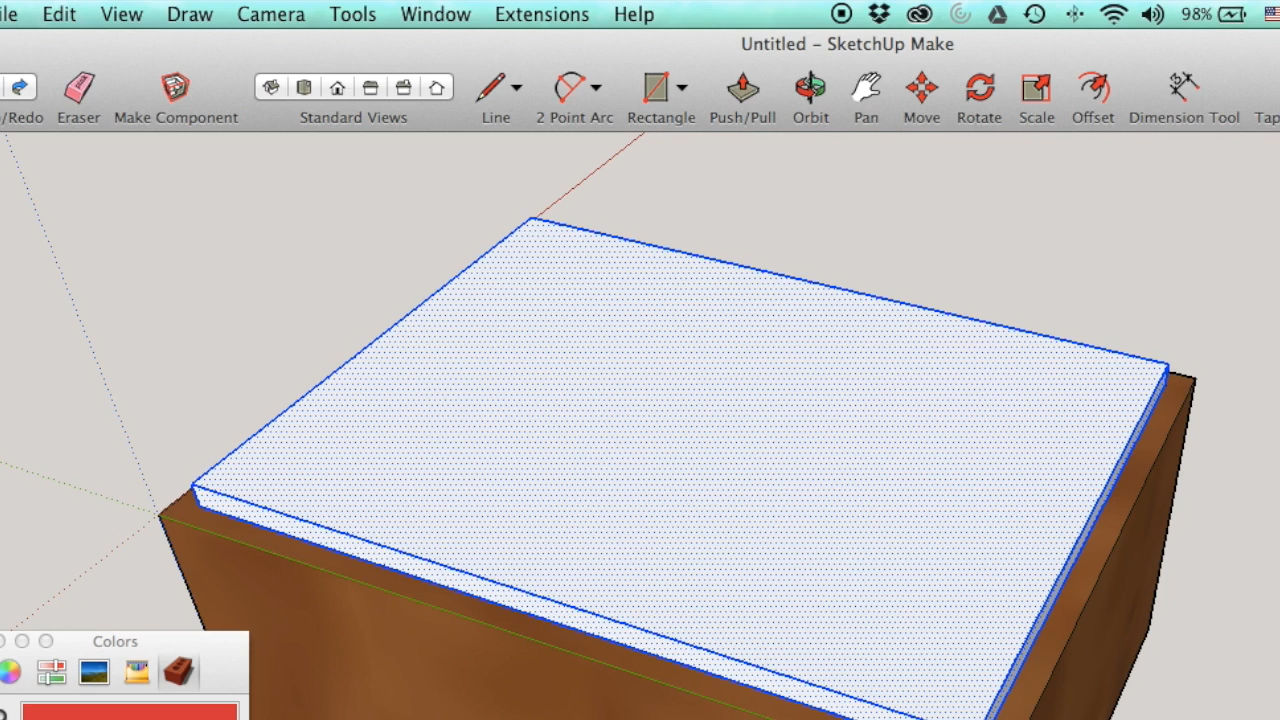 ile Edit View Draw Camera Tools Window Extensions Help 98%
Untitled - SketchUp Make
/Redo Eraser Make Component Standard Views Line 2 Point Arc Rectangle Push/Pull Orbit Pan Move Rotate Scale Offset Dimension Tool Tap
Colors